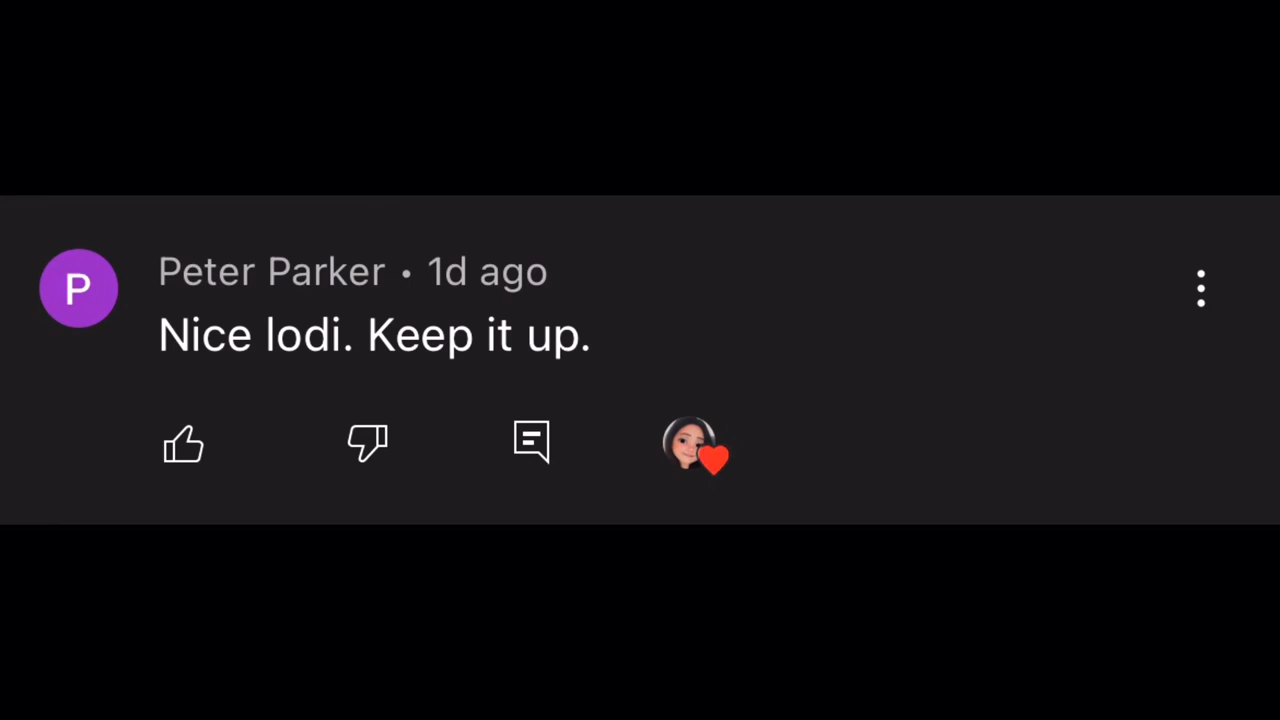 P
Peter Parker • 1d ago
Nice lodi. Keep it up.